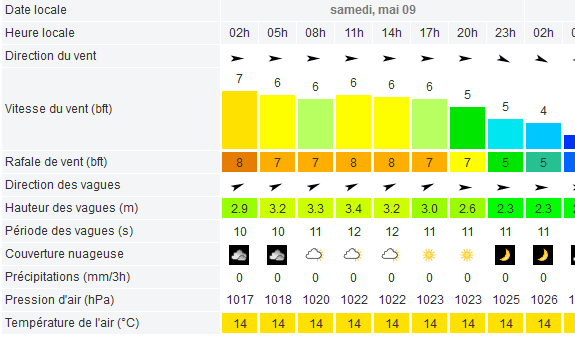 Date locale samedi, mai 09
Heure locale 02h 05h 08h 11h 14h 17h 20h 23h 02h
Direction du vent
Vitesse du vent (bft) 7 6 6 6 6 6 5 5 4
Rafale de vent (bft) 8 7 7 8 8 7 7 5 5
Direction des vagues
Hauteur des vagues (m) 2.9 3.2 3.3 3.4 3.2 3.0 2.6 2.3 2.3
Période des vagues (s) 10 10 11 12 12 11 11 11 11
Couverture nuageuse
Précipitations (mm/3h) 0 0 0 0 0 0 0 0 0
Pression d'air (hPa) 1017 1018 1020 1022 1022 1023 1023 1025 1026
Température de l'air (°C) 14 14 14 14 14 14 14 14 14